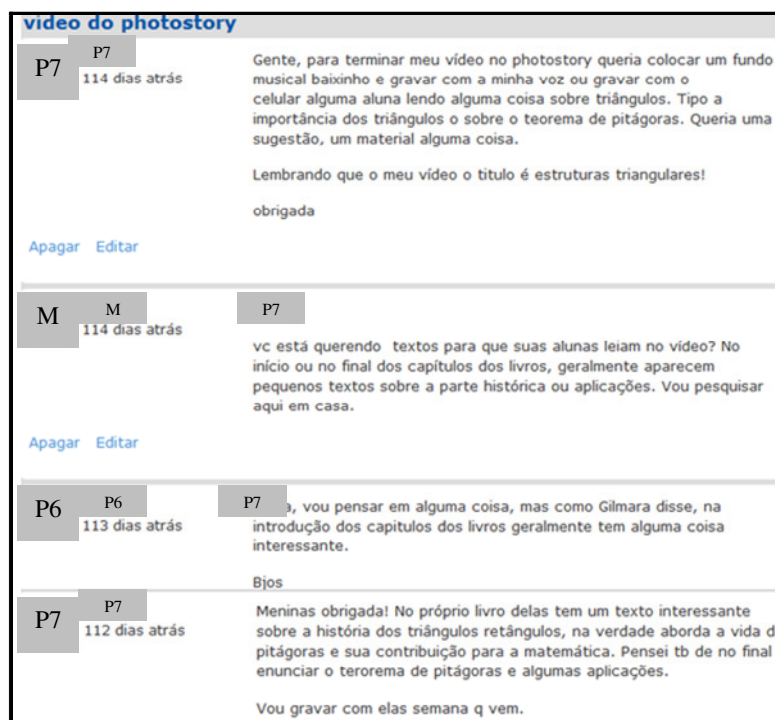 vídeo do photostory
P7
P7
114 dias atrás
Gente, para terminar meu vídeo no photostory queria colocar um fundo
musical baixinho e gravar com a minha voz ou gravar com o
celular alguma aluna lendo alguma coisa sobre triângulos. Tipo a
importância dos triângulos o sobre o teorema de pitágoras. Queria uma
sugestão, um material alguma coisa.
Lembrando que o meu vídeo o titulo é estruturas triangulares!
obrigada
Apagar Editar
M
M
114 dias atrás
P7
vc está querendo textos para que suas alunas leiam no vídeo? No
início ou no final dos capítulos dos livros, geralmente aparecem
pequenos textos sobre a parte histórica ou aplicações. Vou pesquisar
aqui em casa.
Apagar Editar
P6
P6
113 dias atrás
P7
, vou pensar em alguma coisa, mas como Gilmara disse, na
introdução dos capitulos dos livros geralmente tem alguma coisa
interessante.
Bjos
P7
P7
112 dias atrás
Meninas obrigada! No próprio livro delas tem um texto interessante
sobre a história dos triângulos retângulos, na verdade aborda a vida d
pitágoras e sua contribuição para a matemática. Pensei tb de no final
enunciar o terorema de pitágoras e algumas aplicações.
Vou gravar com elas semana q vem.